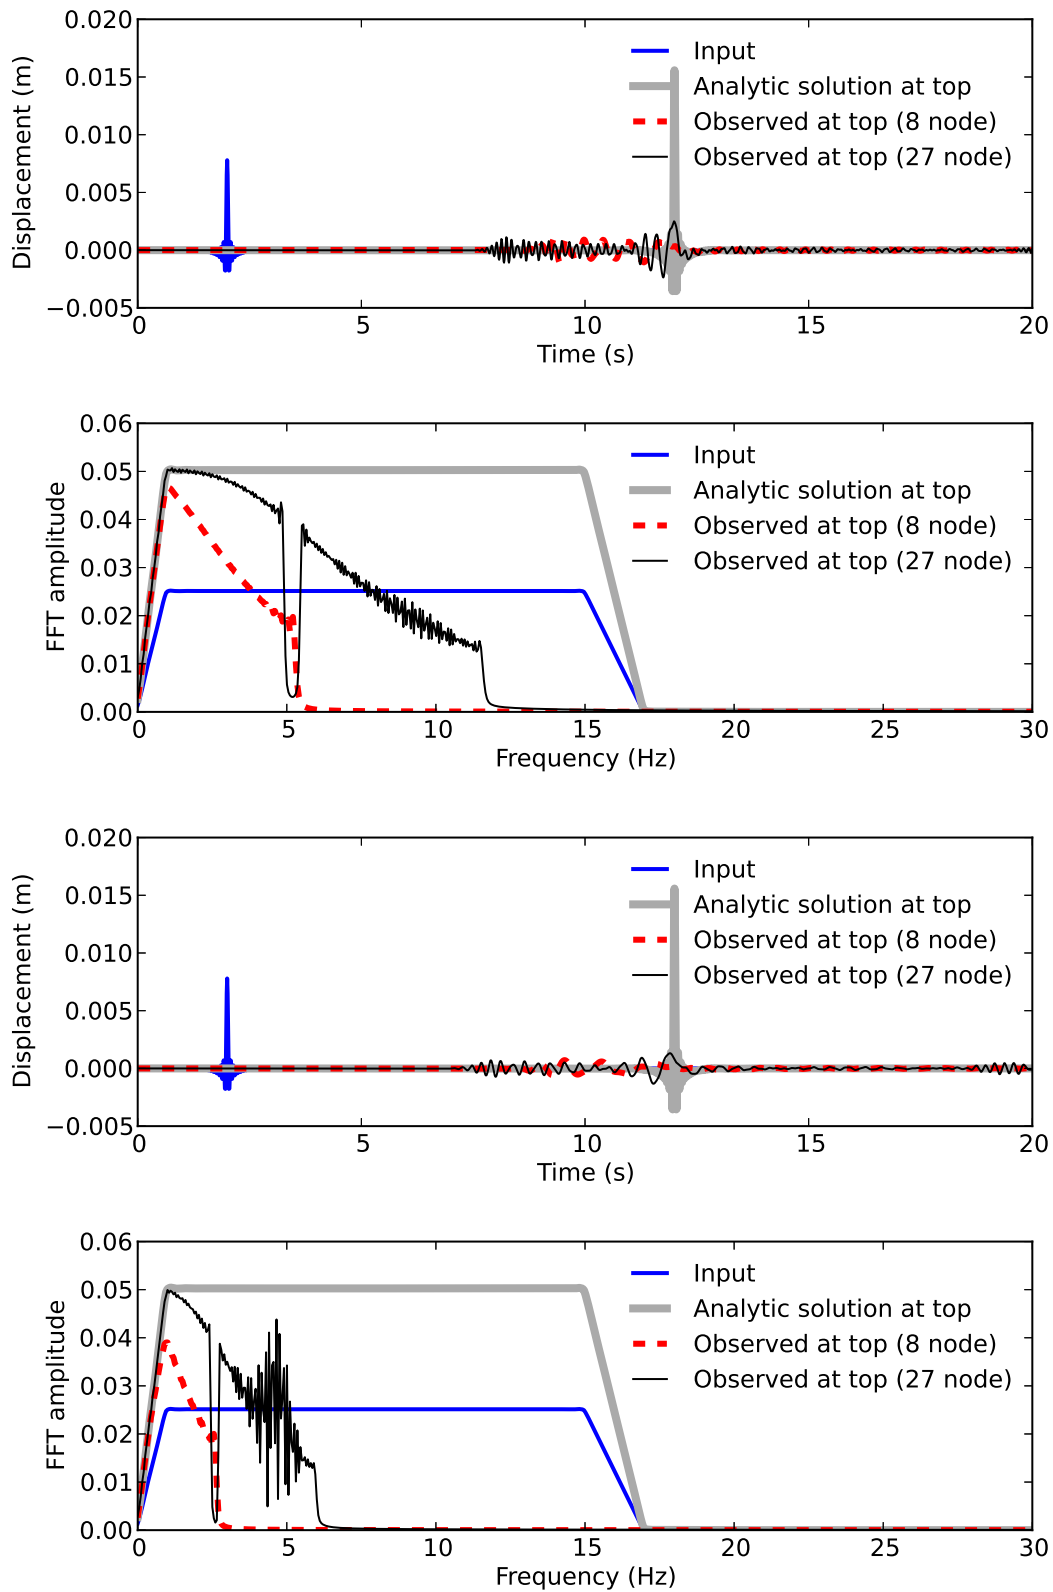 0.020
0.015
0.010
0.005
0.000
−0.005
Displacement (m)
Input
Analytic solution at top
Observed at top (8 node)
Observed at top (27 node)
0 5 10 15 20
Time (s)
0.06
0.05
0.04
0.03
0.02
0.01
0.00
FFT amplitude
Input
Analytic solution at top
Observed at top (8 node)
Observed at top (27 node)
0 5 10 15 20 25 30
Frequency (Hz)
0.020
0.015
0.010
0.005
0.000
−0.005
Displacement (m)
Input
Analytic solution at top
Observed at top (8 node)
Observed at top (27 node)
0 5 10 15 20
Time (s)
0.06
0.05
0.04
0.03
0.02
0.01
0.00
FFT amplitude
Input
Analytic solution at top
Observed at top (8 node)
Observed at top (27 node)
0 5 10 15 20 25 30
Frequency (Hz)